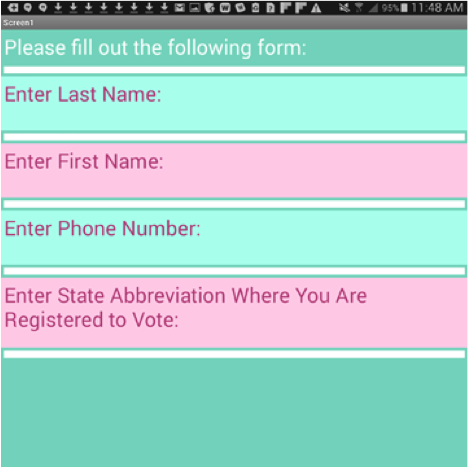 95% 11:48 AM
Screen1
Please fill out the following form:
Enter Last Name:
Enter First Name:
Enter Phone Number:
Enter State Abbreviation Where You Are
Registered to Vote: